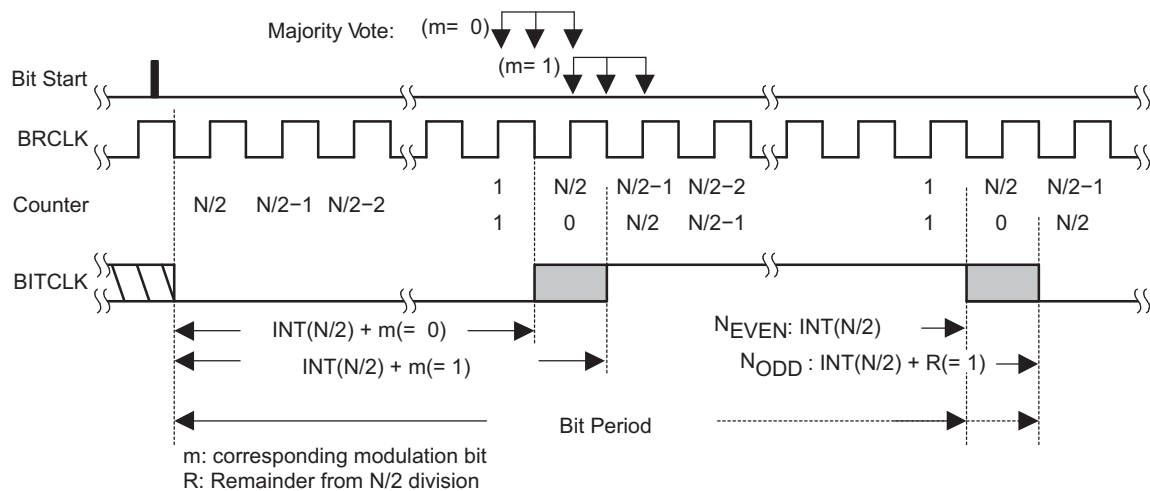 Majority Vote: (m= 0)
(m= 1)
Bit Start
BRCLK
Counter
N/2 N/2−1 N/2−2
1 N/2 N/2−1 N/2−2 1 N/2 N/2−1
1 0 N/2 N/2−1 1 0 N/2
BITCLK
INT(N/2) + m(= 0)
INT(N/2) + m(= 1)
NEVEN: INT(N/2)
NODD : INT(N/2) + R(= 1)
Bit Period
m: corresponding modulation bit
R: Remainder from N/2 division